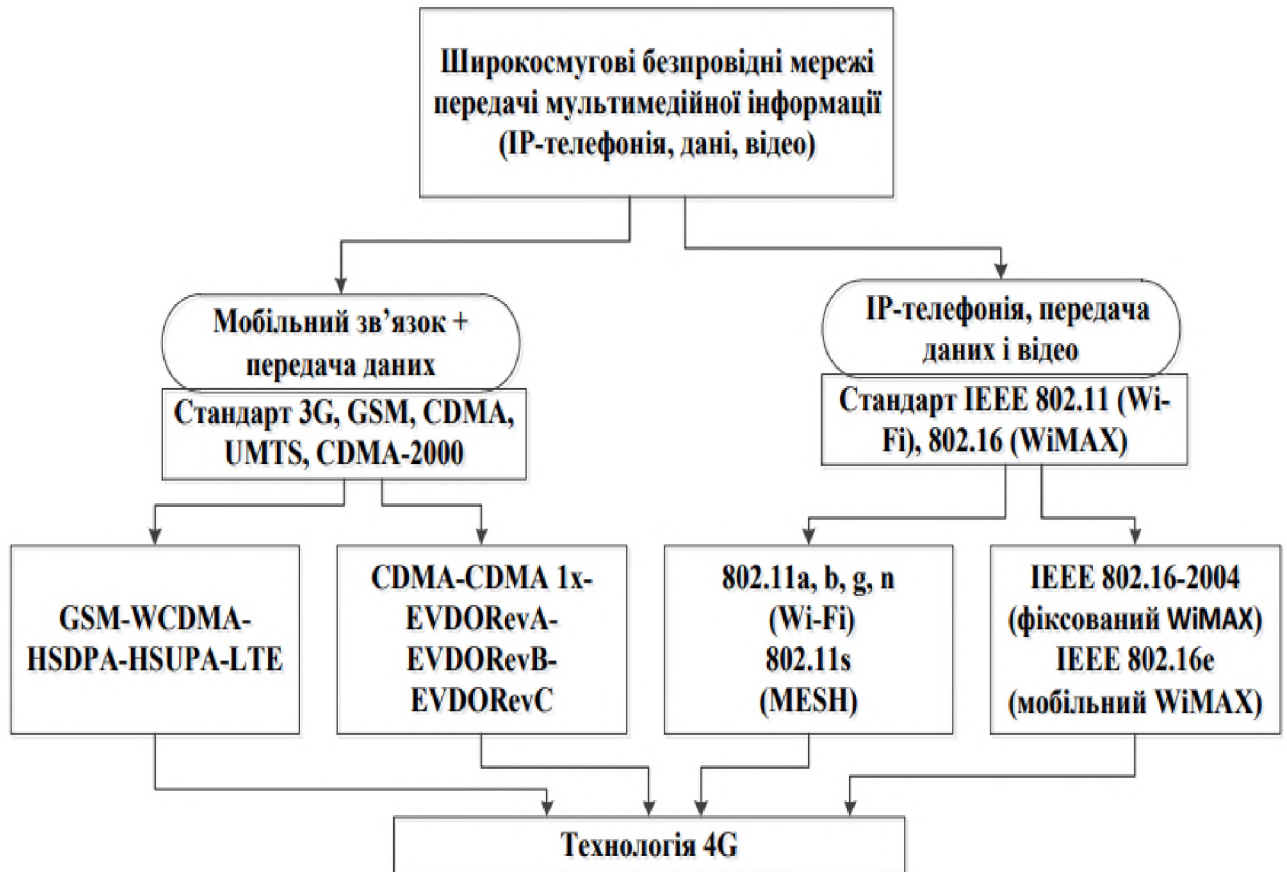 Широкосмугові безпровідні мережі
передачі мультимедійної інформації
(IP-телефонія, дані, відео)
Мобільний зв’язок +
передача даних
Стандарт 3G, GSM, CDMA,
UMTS, CDMA-2000
IP-телефонія, передача
даних і відео
Стандарт IEEE 802.11 (Wi-
Fi), 802.16 (WiMAX)
GSM-WCDMA-
HSDPA-HSUPA-LTE
CDMA-CDMA 1x-
EVDORevA-
EVDORevB-
EVDORevC
802.11a, b, g, n
(Wi-Fi)
802.11s
(MESH)
IEEE 802.16-2004
(фіксований WiMAX)
IEEE 802.16e
(мобільний WiMAX)
Технологія 4G